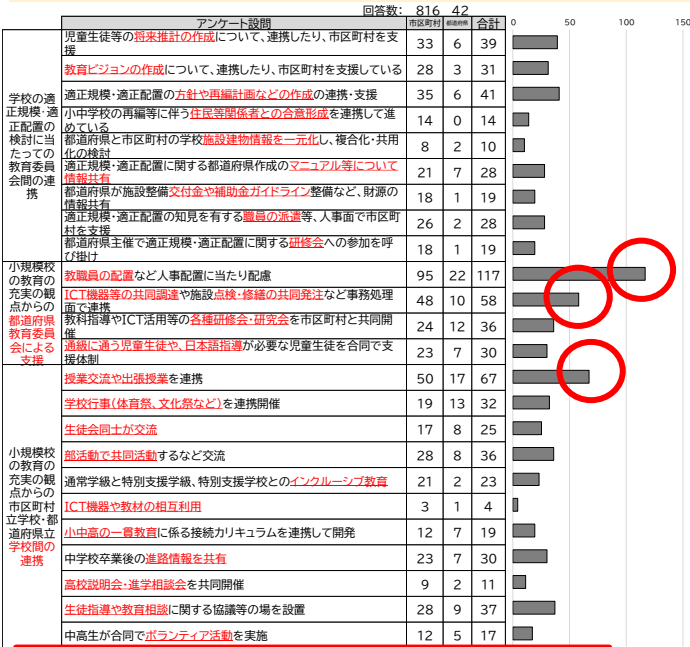 回答数: 816 42
アンケート設問 市区町村 都道府県 合計 0 50 100 150
学校の適正規模・適正配置の検討に当たっての教育委員会間の連携
児童生徒等の将来推計の作成について、連携したり、市区町村を支援 33 6 39
教育ビジョンの作成について、連携したり、市区町村を支援している 28 3 31
適正規模・適正配置の方針や再編計画などの作成の連携・支援 35 6 41
小中学校の再編等に伴う住民等関係者との合意形成を連携して進めている 14 0 14
都道府県と市区町村の学校施設建物情報を一元化し、複合化・共用化の検討 8 2 10
適正規模・適正配置に関する都道府県作成のマニュアル等について情報共有 21 7 28
都道府県が施設整備交付金や補助金ガイドライン整備など、財源の情報共有 18 1 19
適正規模・適正配置の知見を有する職員の派遣等、人事面で市区町村を支援 26 2 28
都道府県主催で適正規模・適正配置に関する研修会への参加を呼び掛け 18 1 19
小規模校の教育の充実の観点からの都道府県教育委員会による支援
教職員の配置など人事配置に当たり配慮 95 22 117
ICT機器等の共同調達や施設点検・修繕の共同発注など事務処理面で連携 48 10 58
教科指導やICT活用等の各種研修会・研究会を市区町村と共同開催 24 12 36
通級に通う児童生徒や、日本語指導が必要な児童生徒を合同で支援体制 23 7 30
小規模校の教育の充実の観点からの市区町村立学校・都道府県立学校間の連携
授業交流や出張授業を連携 50 17 67
学校行事(体育祭、文化祭など)を連携開催 19 13 32
生徒会同士が交流 17 8 25
部活動で共同活動するなど交流 28 8 36
通常学級と特別支援学級、特別支援学校とのインクルーシブ教育 21 2 23
ICT機器や教材の相互利用 3 1 4
小中高の一貫教育に係る接続カリキュラムを連携して開発 12 7 19
中学校卒業後の進路情報を共有 23 7 30
高校説明会・進学相談会を共同開催 9 2 11
生徒指導や教育相談に関する協議等の場を設置 28 9 37
中高生が合同でボランティア活動を実施 12 5 17